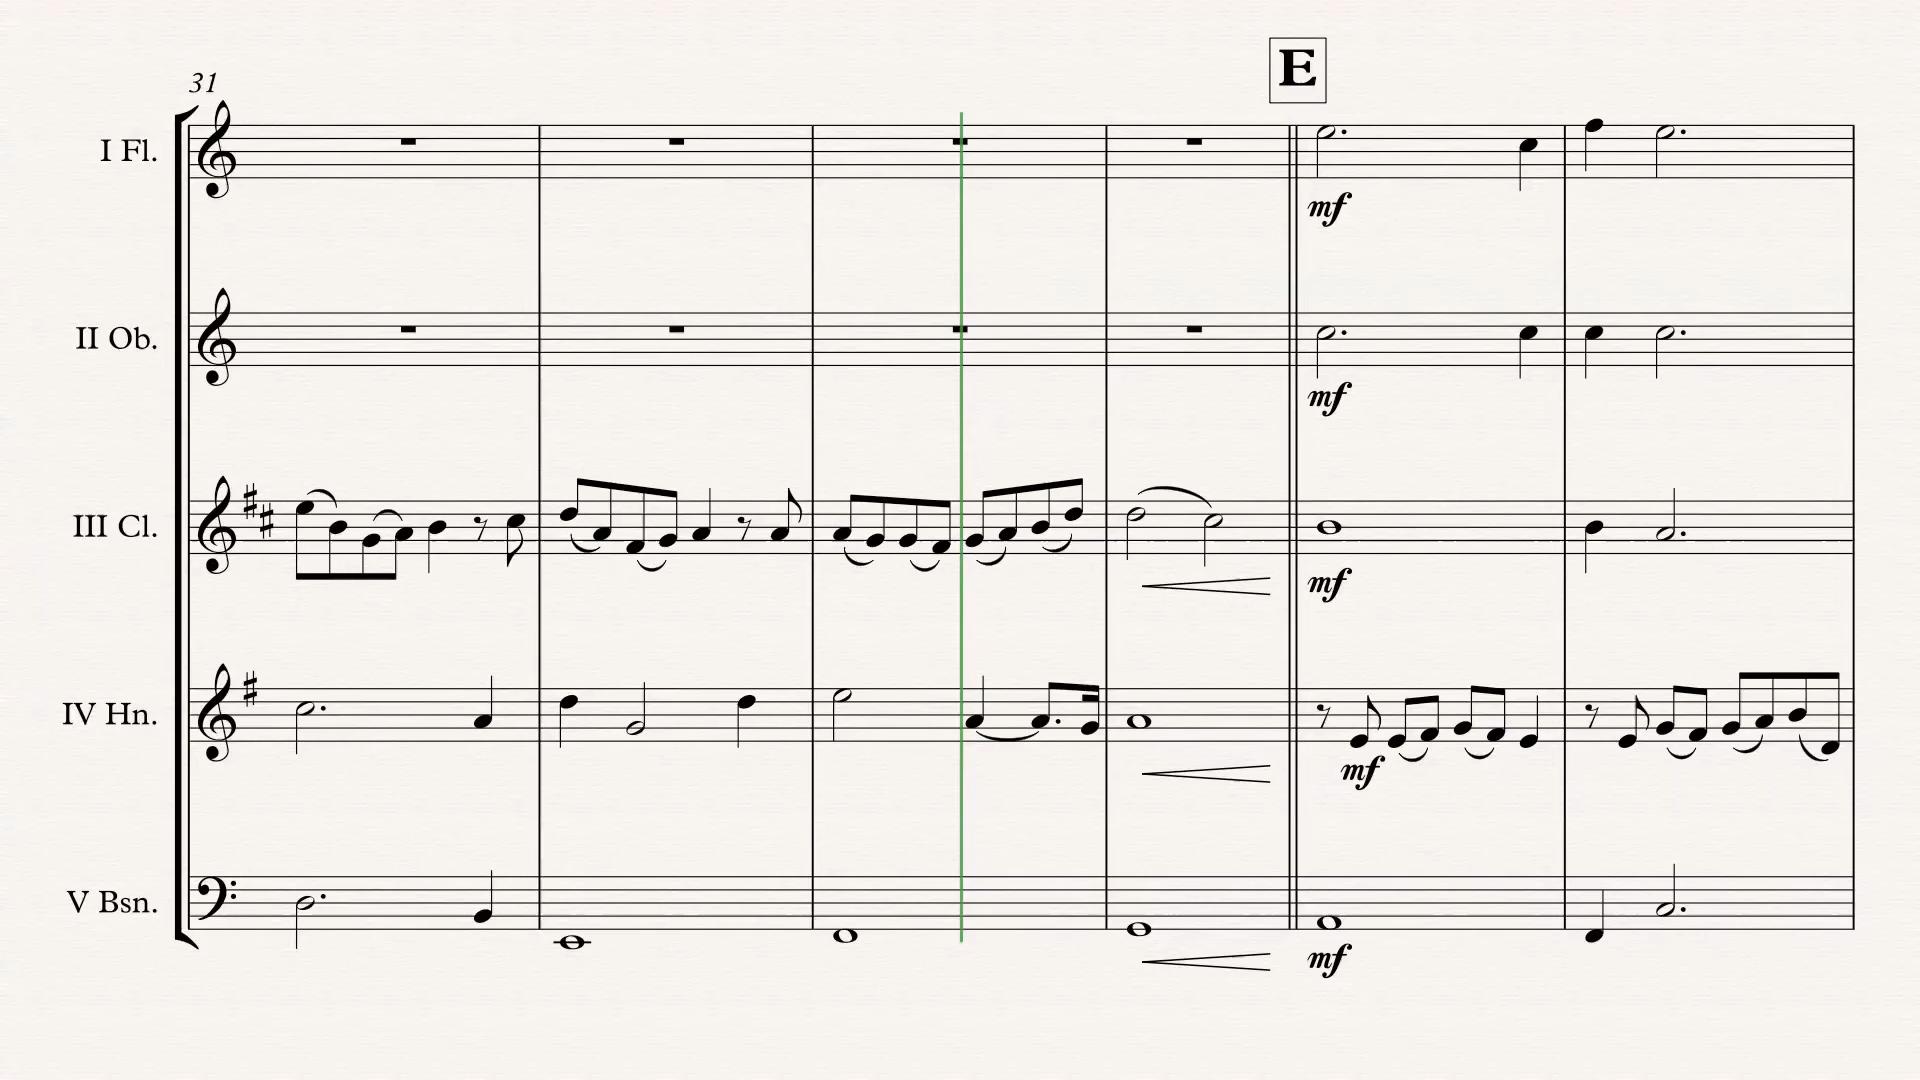 E
31
I Fl.
mf
II Ob.
mf
III Cl.
mf
IV Hn.
mf
V Bsn.
mf